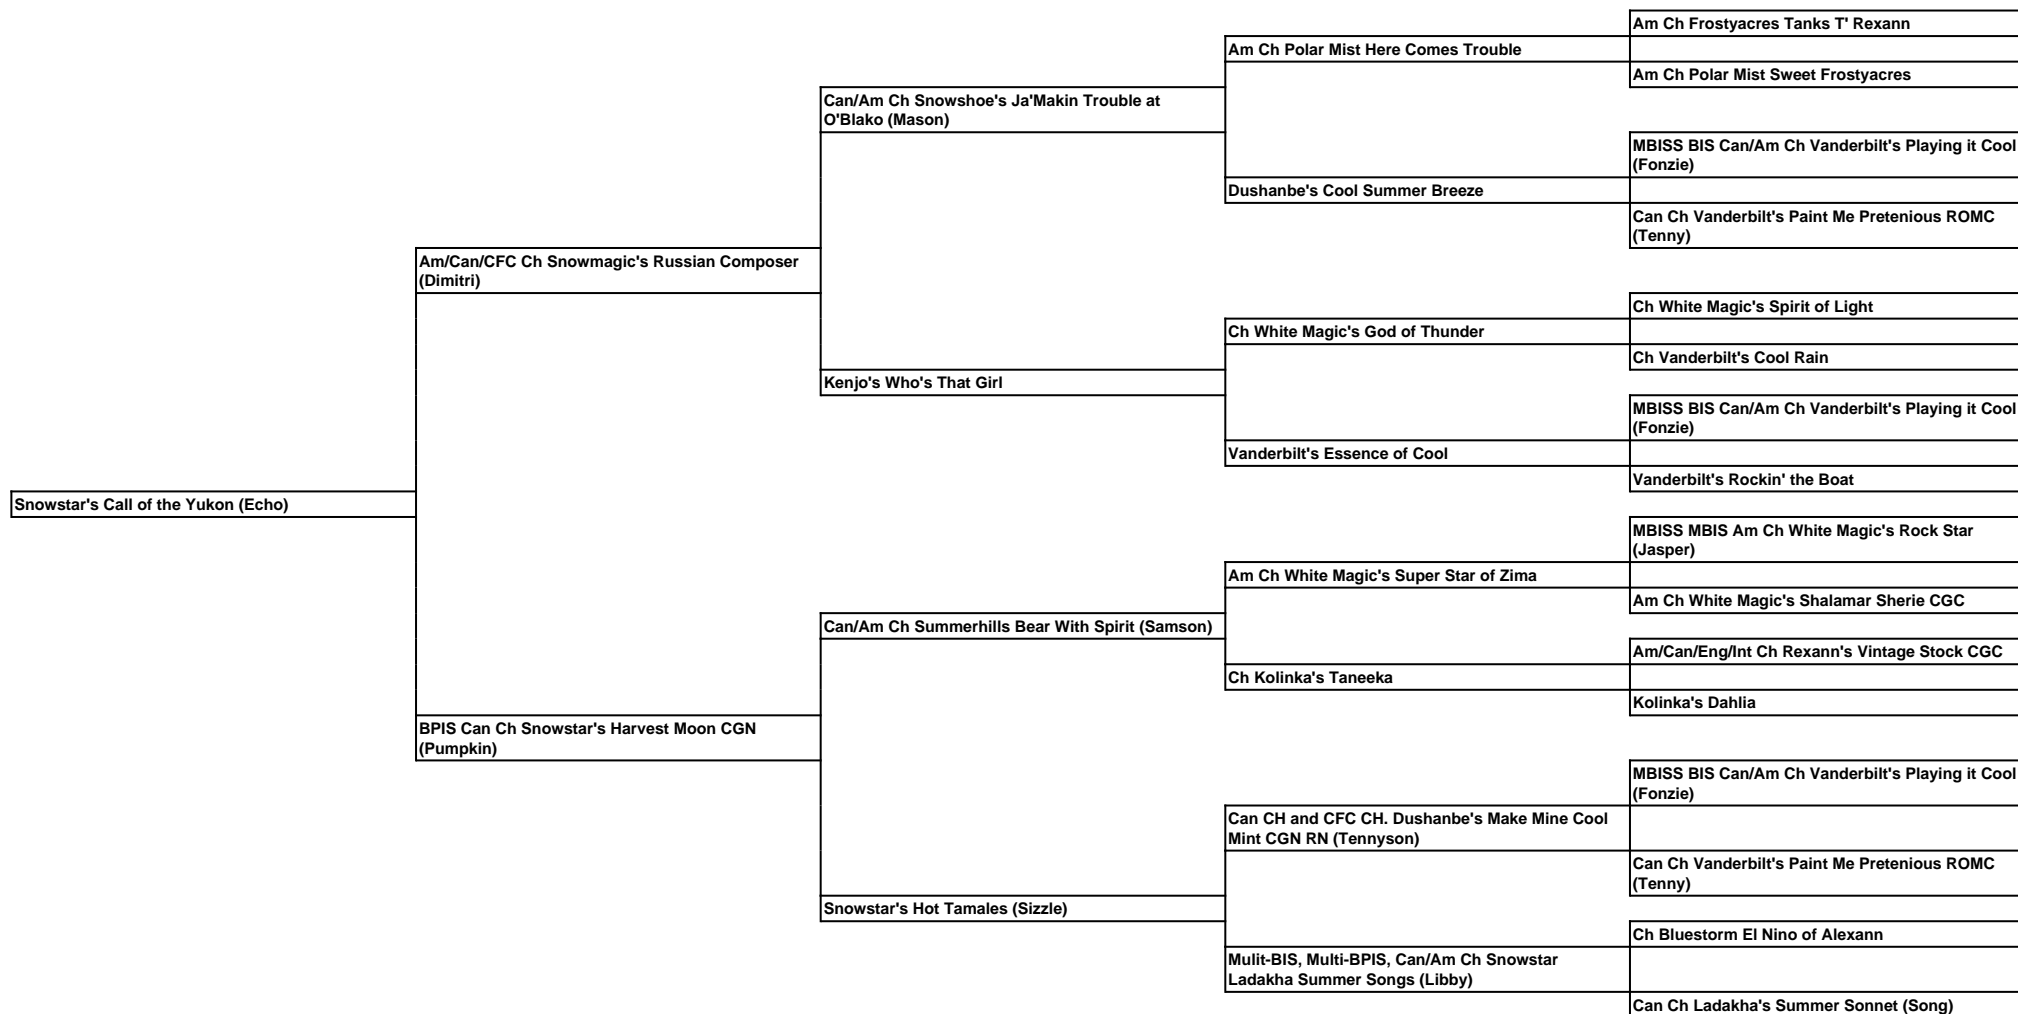 Am Ch Frostyacres Tanks T' Rexann
Am Ch Polar Mist Here Comes Trouble
Am Ch Polar Mist Sweet Frostyacres
Can/Am Ch Snowshoe's Ja'Makin Trouble at
O'Blako (Mason)
MBISS BIS Can/Am Ch Vanderbilt's Playing it Cool
(Fonzie)
Dushanbe's Cool Summer Breeze
Can Ch Vanderbilt's Paint Me Pretenious ROMC
(Tenny)
Am/Can/CFC Ch Snowmagic's Russian Composer
(Dimitri)
Ch White Magic's Spirit of Light
Ch White Magic's God of Thunder
Ch Vanderbilt's Cool Rain
Kenjo's Who's That Girl
MBISS BIS Can/Am Ch Vanderbilt's Playing it Cool
(Fonzie)
Vanderbilt's Essence of Cool
Vanderbilt's Rockin' the Boat
Snowstar's Call of the Yukon (Echo)
MBISS MBIS Am Ch White Magic's Rock Star
(Jasper)
Am Ch White Magic's Super Star of Zima
Am Ch White Magic's Shalamar Sherie CGC
Can/Am Ch Summerhills Bear With Spirit (Samson)
Am/Can/Eng/Int Ch Rexann's Vintage Stock CGC
Ch Kolinka's Taneeka
Kolinka's Dahlia
BPIS Can Ch Snowstar's Harvest Moon CGN
(Pumpkin)
MBISS BIS Can/Am Ch Vanderbilt's Playing it Cool
(Fonzie)
Can CH and CFC CH. Dushanbe's Make Mine Cool
Mint CGN RN (Tennyson)
Can Ch Vanderbilt's Paint Me Pretenious ROMC
(Tenny)
Snowstar's Hot Tamales (Sizzle)
Ch Bluestorm El Nino of Alexann
Mulit-BIS, Multi-BPIS, Can/Am Ch Snowstar
Ladakha Summer Songs (Libby)
Can Ch Ladakha's Summer Sonnet (Song)